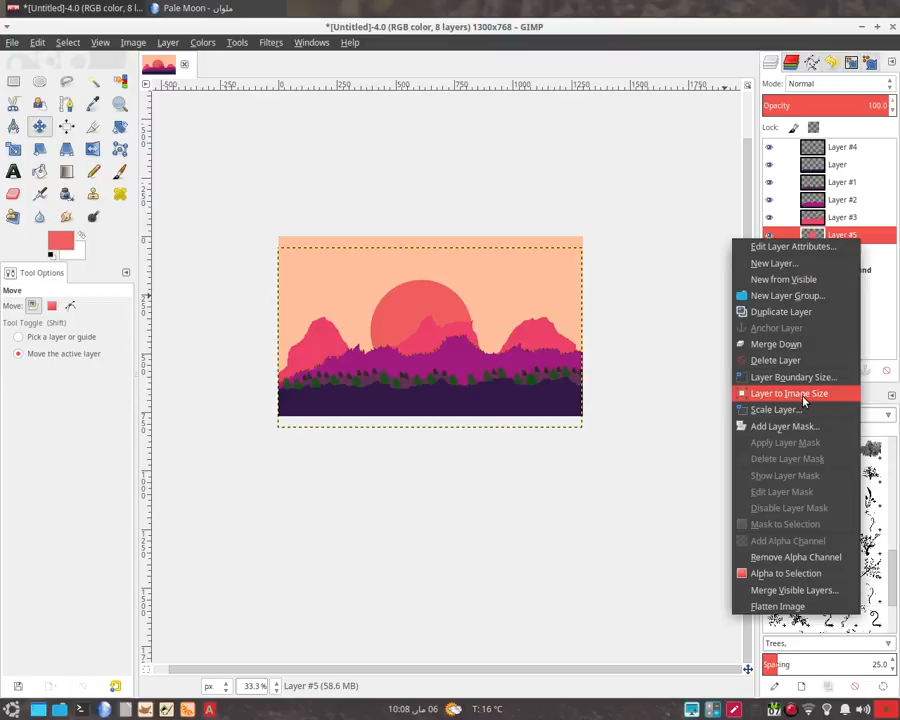 *[Untitled]-4.0 (RGB color, 8 l...
Pale Moon - ملوان
*[Untitled]-4.0 (RGB color, 8 layers) 1300x768 – GIMP
File Edit Select View Image Layer Colors Tools Filters Windows Help
Mode: Normal
Opacity 100.0
Lock:
Layer #4
Layer
Layer #1
Layer #2
Layer #3
Layer #5
Edit Layer Attributes...
New Layer...
New from Visible
New Layer Group...
Duplicate Layer
Anchor Layer
Merge Down
Delete Layer
Layer Boundary Size...
Layer to Image Size
Scale Layer...
Add Layer Mask...
Apply Layer Mask
Delete Layer Mask
Show Layer Mask
Edit Layer Mask
Disable Layer Mask
Mask to Selection
Add Alpha Channel
Remove Alpha Channel
Alpha to Selection
Merge Visible Layers...
Flatten Image
Tool Options
Move
Move:
Tool Toggle (Shift)
Pick a layer or guide
Move the active layer
Trees,
Spacing 25.0
px 33.3% Layer #5 (58.6 MB)
10:08 مار 06
T: 16 °C